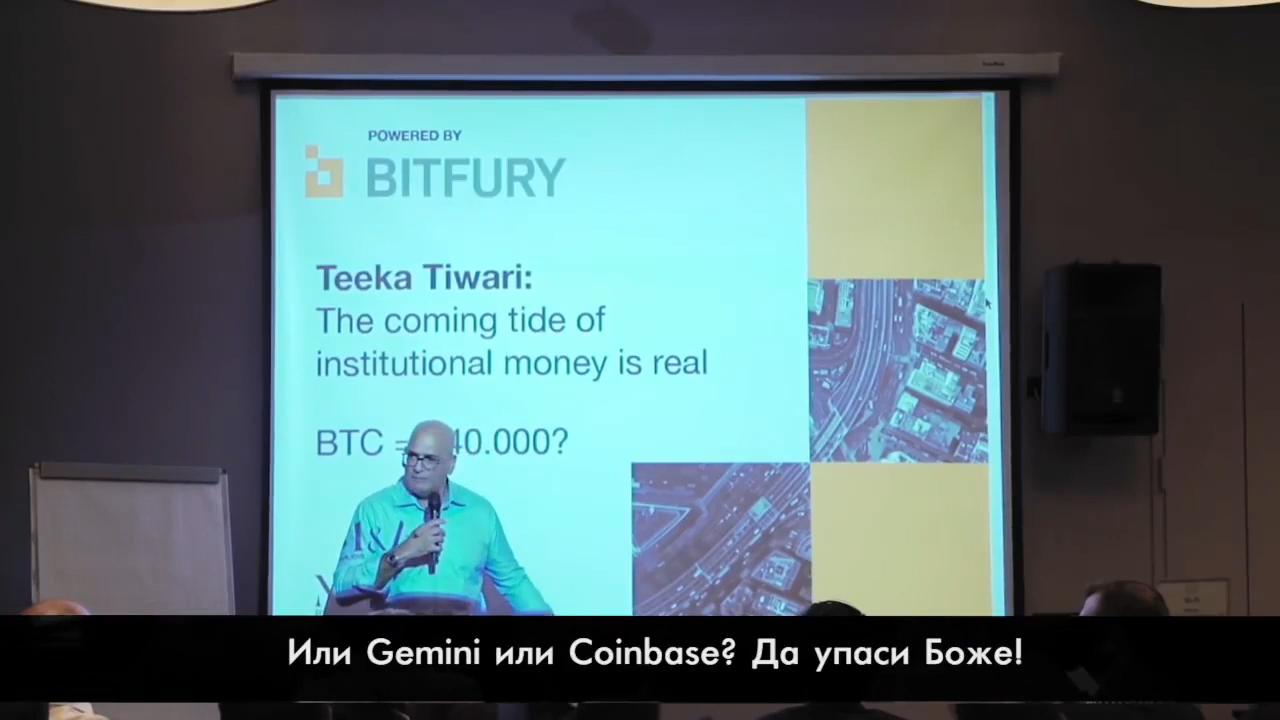 POWERED BY
BITFURY
Teeka Tiwari:
The coming tide of
institutional money is real
BTC = 40.000?
Или Gemini или Coinbase? Да упаси Боже!